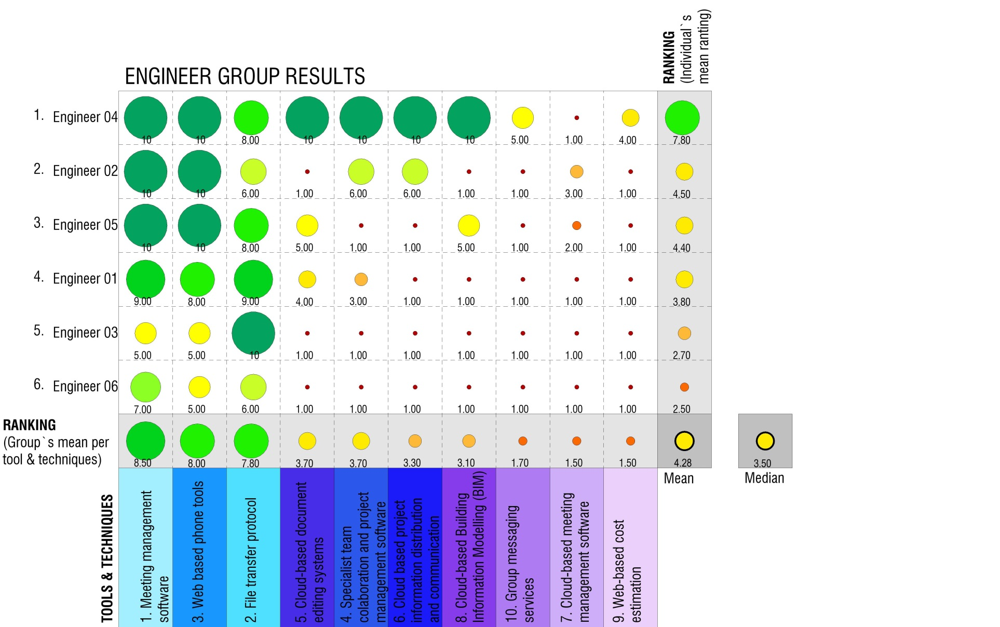 RANKING
(Individual`s
mean ranting)
ENGINEER GROUP RESULTS
1. Engineer 04
10 10 8.00 10 10 10 10 5.00 1.00 4.00 7.80
2. Engineer 02
10 10 6.00 1.00 6.00 6.00 1.00 1.00 3.00 1.00 4.50
3. Engineer 05
10 10 8.00 5.00 1.00 1.00 5.00 1.00 2.00 1.00 4.40
4. Engineer 01
9.00 8.00 9.00 4.00 3.00 1.00 1.00 1.00 1.00 1.00 3.80
5. Engineer 03
5.00 5.00 10 1.00 1.00 1.00 1.00 1.00 1.00 1.00 2.70
6. Engineer 06
7.00 5.00 6.00 1.00 1.00 1.00 1.00 1.00 1.00 1.00 2.50
RANKING
(Group`s mean per
tool & techniques)
8.50 8.00 7.80 3.70 3.70 3.30 3.10 1.70 1.50 1.50 4.28 3.50
Mean
Median
TOOLS & TECHNIQUES
1. Meeting management
software
3. Web based phone tools
2. File transfer protocol
5. Cloud-based document
editing systems
4. Specialist team
colaboration and project
management software
6. Cloud based project
information distribution
and communication
8. Cloud-based Building
Information Modelling (BIM)
10. Group messaging
services
7. Cloud-based meeting
management software
9. Web-based cost
estimation